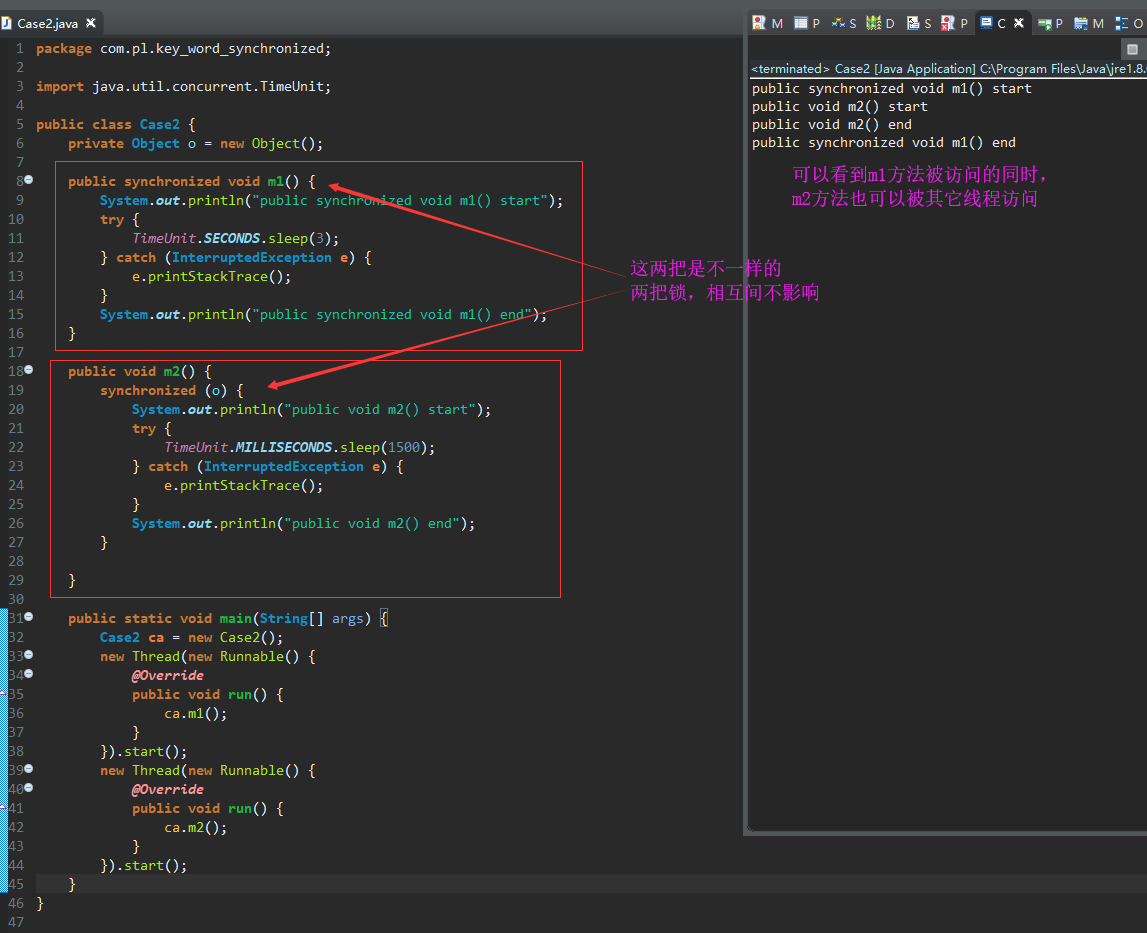 Case2.java
M P S D S P C P M O
1 package com.pl.key_word_synchronized;
2
3 import java.util.concurrent.TimeUnit;
4
5 public class Case2 {
6 private Object o = new Object();
7
8 public synchronized void m1() {
9 System.out.println("public synchronized void m1() start");
10 try {
11 TimeUnit.SECONDS.sleep(3);
12 } catch (InterruptedException e) {
13 e.printStackTrace();
14 }
15 System.out.println("public synchronized void m1() end");
16 }
17
18 public void m2() {
19 synchronized (o) {
20 System.out.println("public void m2() start");
21 try {
22 TimeUnit.MILLISECONDS.sleep(1500);
23 } catch (InterruptedException e) {
24 e.printStackTrace();
25 }
26 System.out.println("public void m2() end");
27 }
28
29 }
30
31 public static void main(String[] args) {
32 Case2 ca = new Case2();
33 new Thread(new Runnable() {
34 @Override
35 public void run() {
36 ca.m1();
37 }
38 }).start();
39 new Thread(new Runnable() {
40 @Override
41 public void run() {
42 ca.m2();
43 }
44 }).start();
45 }
46 }
47
这两把是不一样的
两把锁，相互间不影响
<terminated> Case2 [Java Application] C:\Program Files\Java\jre1.8.
public synchronized void m1() start
public void m2() start
public void m2() end
public synchronized void m1() end
可以看到m1方法被访问的同时，
m2方法也可以被其它线程访问